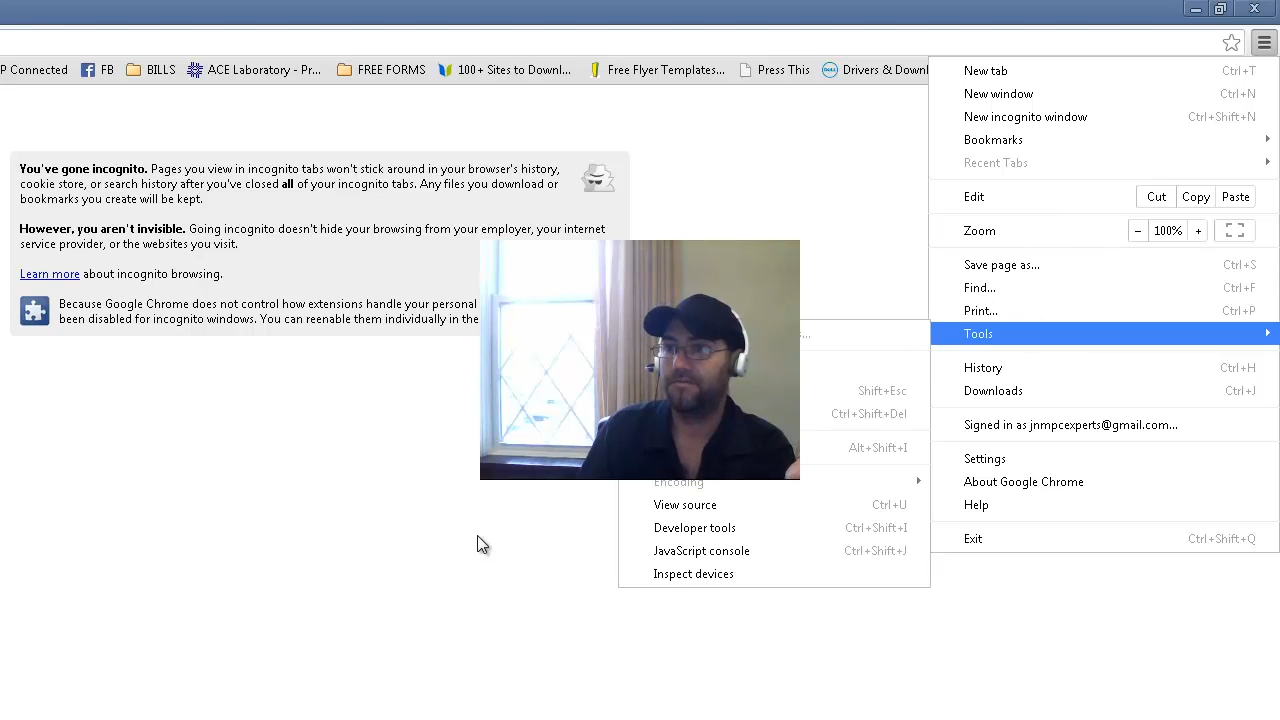 P Connected FB BILLS ACE Laboratory - Pr... FREE FORMS 100+ Sites to Downl... Free Flyer Templates... Press This Drivers & Downl
New tab Ctrl+T
New window Ctrl+N
New incognito window Ctrl+Shift+N
Bookmarks
Recent Tabs
Edit Cut Copy Paste
Zoom − 100% +
Save page as... Ctrl+S
Find... Ctrl+F
Print... Ctrl+P
Tools
History Ctrl+H
Downloads Ctrl+J
Signed in as jnmpcexperts@gmail.com...
Settings
About Google Chrome
Help
Exit Ctrl+Shift+Q
You've gone incognito. Pages you view in incognito tabs won't stick around in your browser's history,
cookie store, or search history after you've closed all of your incognito tabs. Any files you download or
bookmarks you create will be kept.
However, you aren't invisible. Going incognito doesn't hide your browsing from your employer, your internet
service provider, or the websites you visit.
Learn more about incognito browsing.
Because Google Chrome does not control how extensions handle your personal
been disabled for incognito windows. You can reenable them individually in the
...
Shift+Esc
Ctrl+Shift+Del
Alt+Shift+I
Encoding
View source Ctrl+U
Developer tools Ctrl+Shift+I
JavaScript console Ctrl+Shift+J
Inspect devices